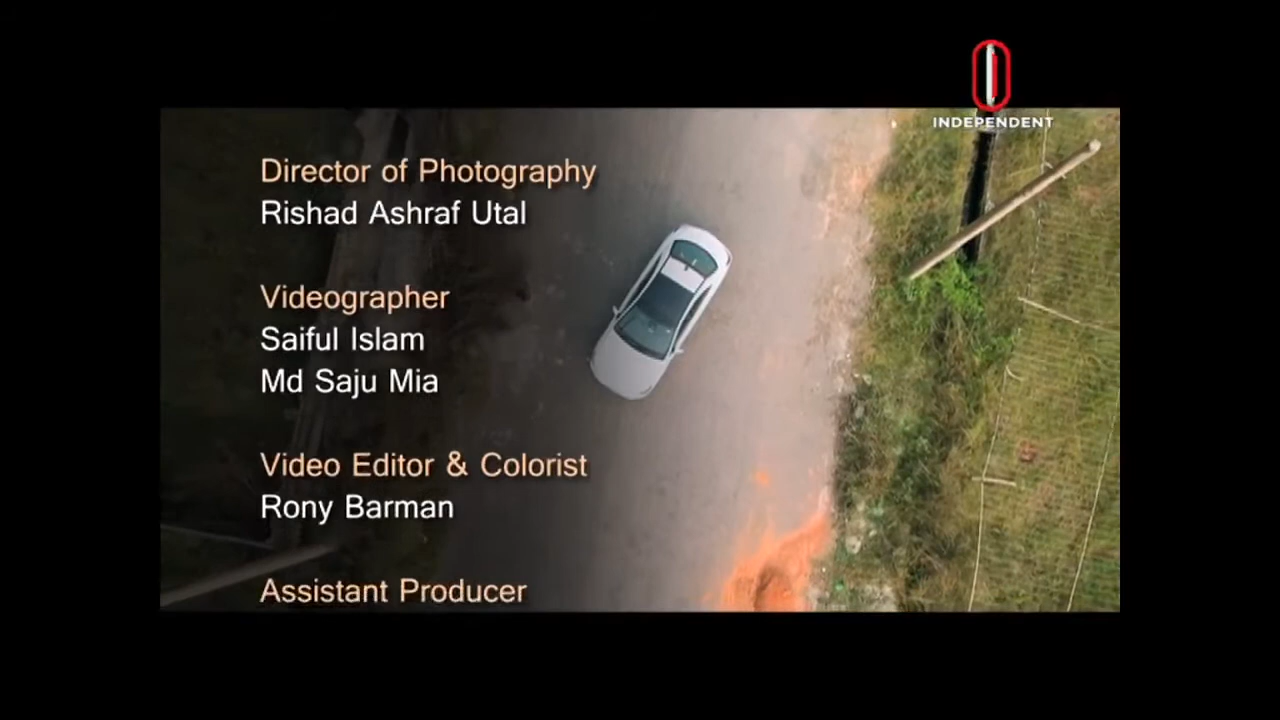 INDEPENDENT
Director of Photography
Rishad Ashraf Utal
Videographer
Saiful Islam
Md Saju Mia
Video Editor & Colorist
Rony Barman
Assistant Producer